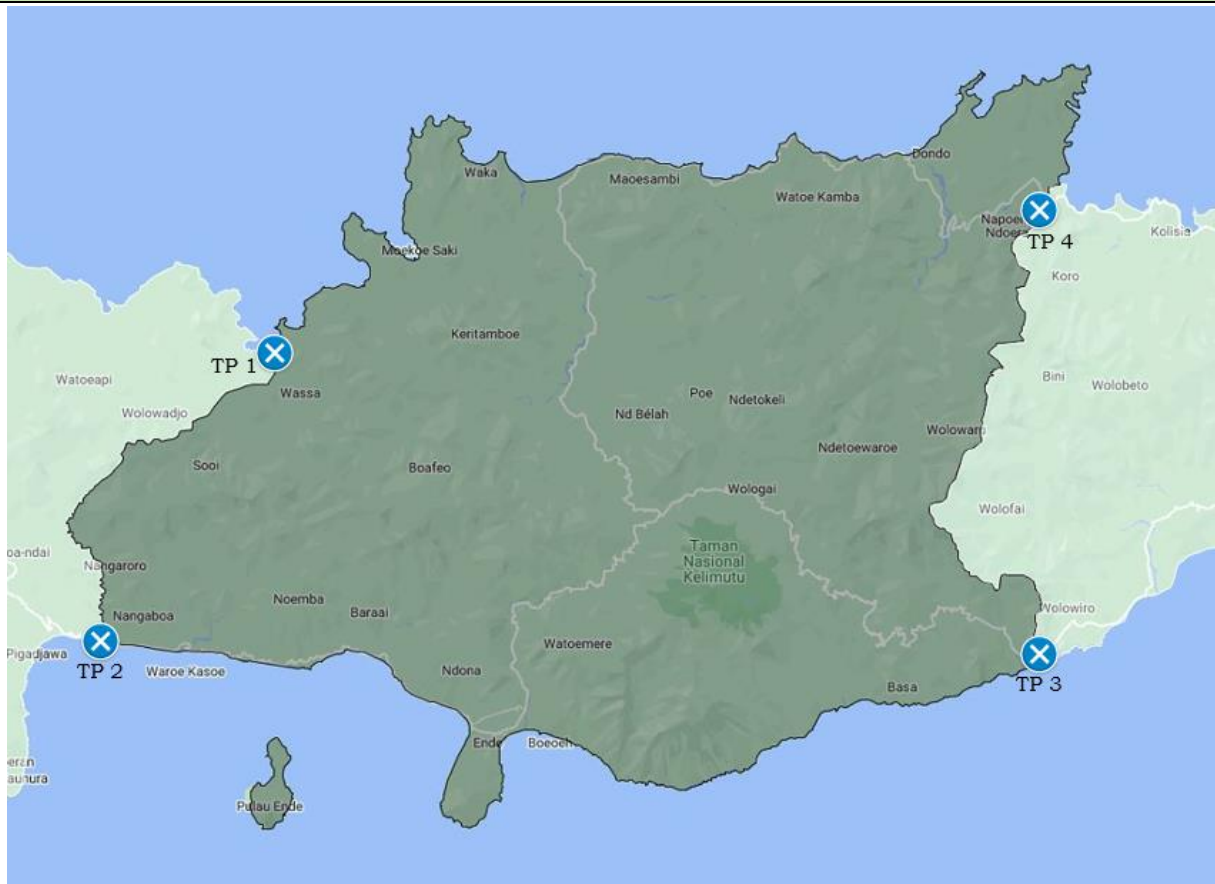 Dondo
Waka
Maoesambi
Watoe Kamba
Ndoera
TP 4
Kolisia
Moekoe Saki
Koro
Keritamboe
TP 1
Watoeapi
Wassa
Bini
Wolobeto
Poe
Ndetokeli
Wolowadjo
Nd Bélah
Ndetoewaroe
Sooi
Boafeo
Wologai
Wolofai
Taman
Nasional
Kelimutu
Nangaroro
Noemba
Baraai
Nangaboa
Wolowiro
Watoemere
Pigadjawa
TP 2
Waroe Kasoe
Ndona
Basa
TP 3
Ende
Pulau Ende